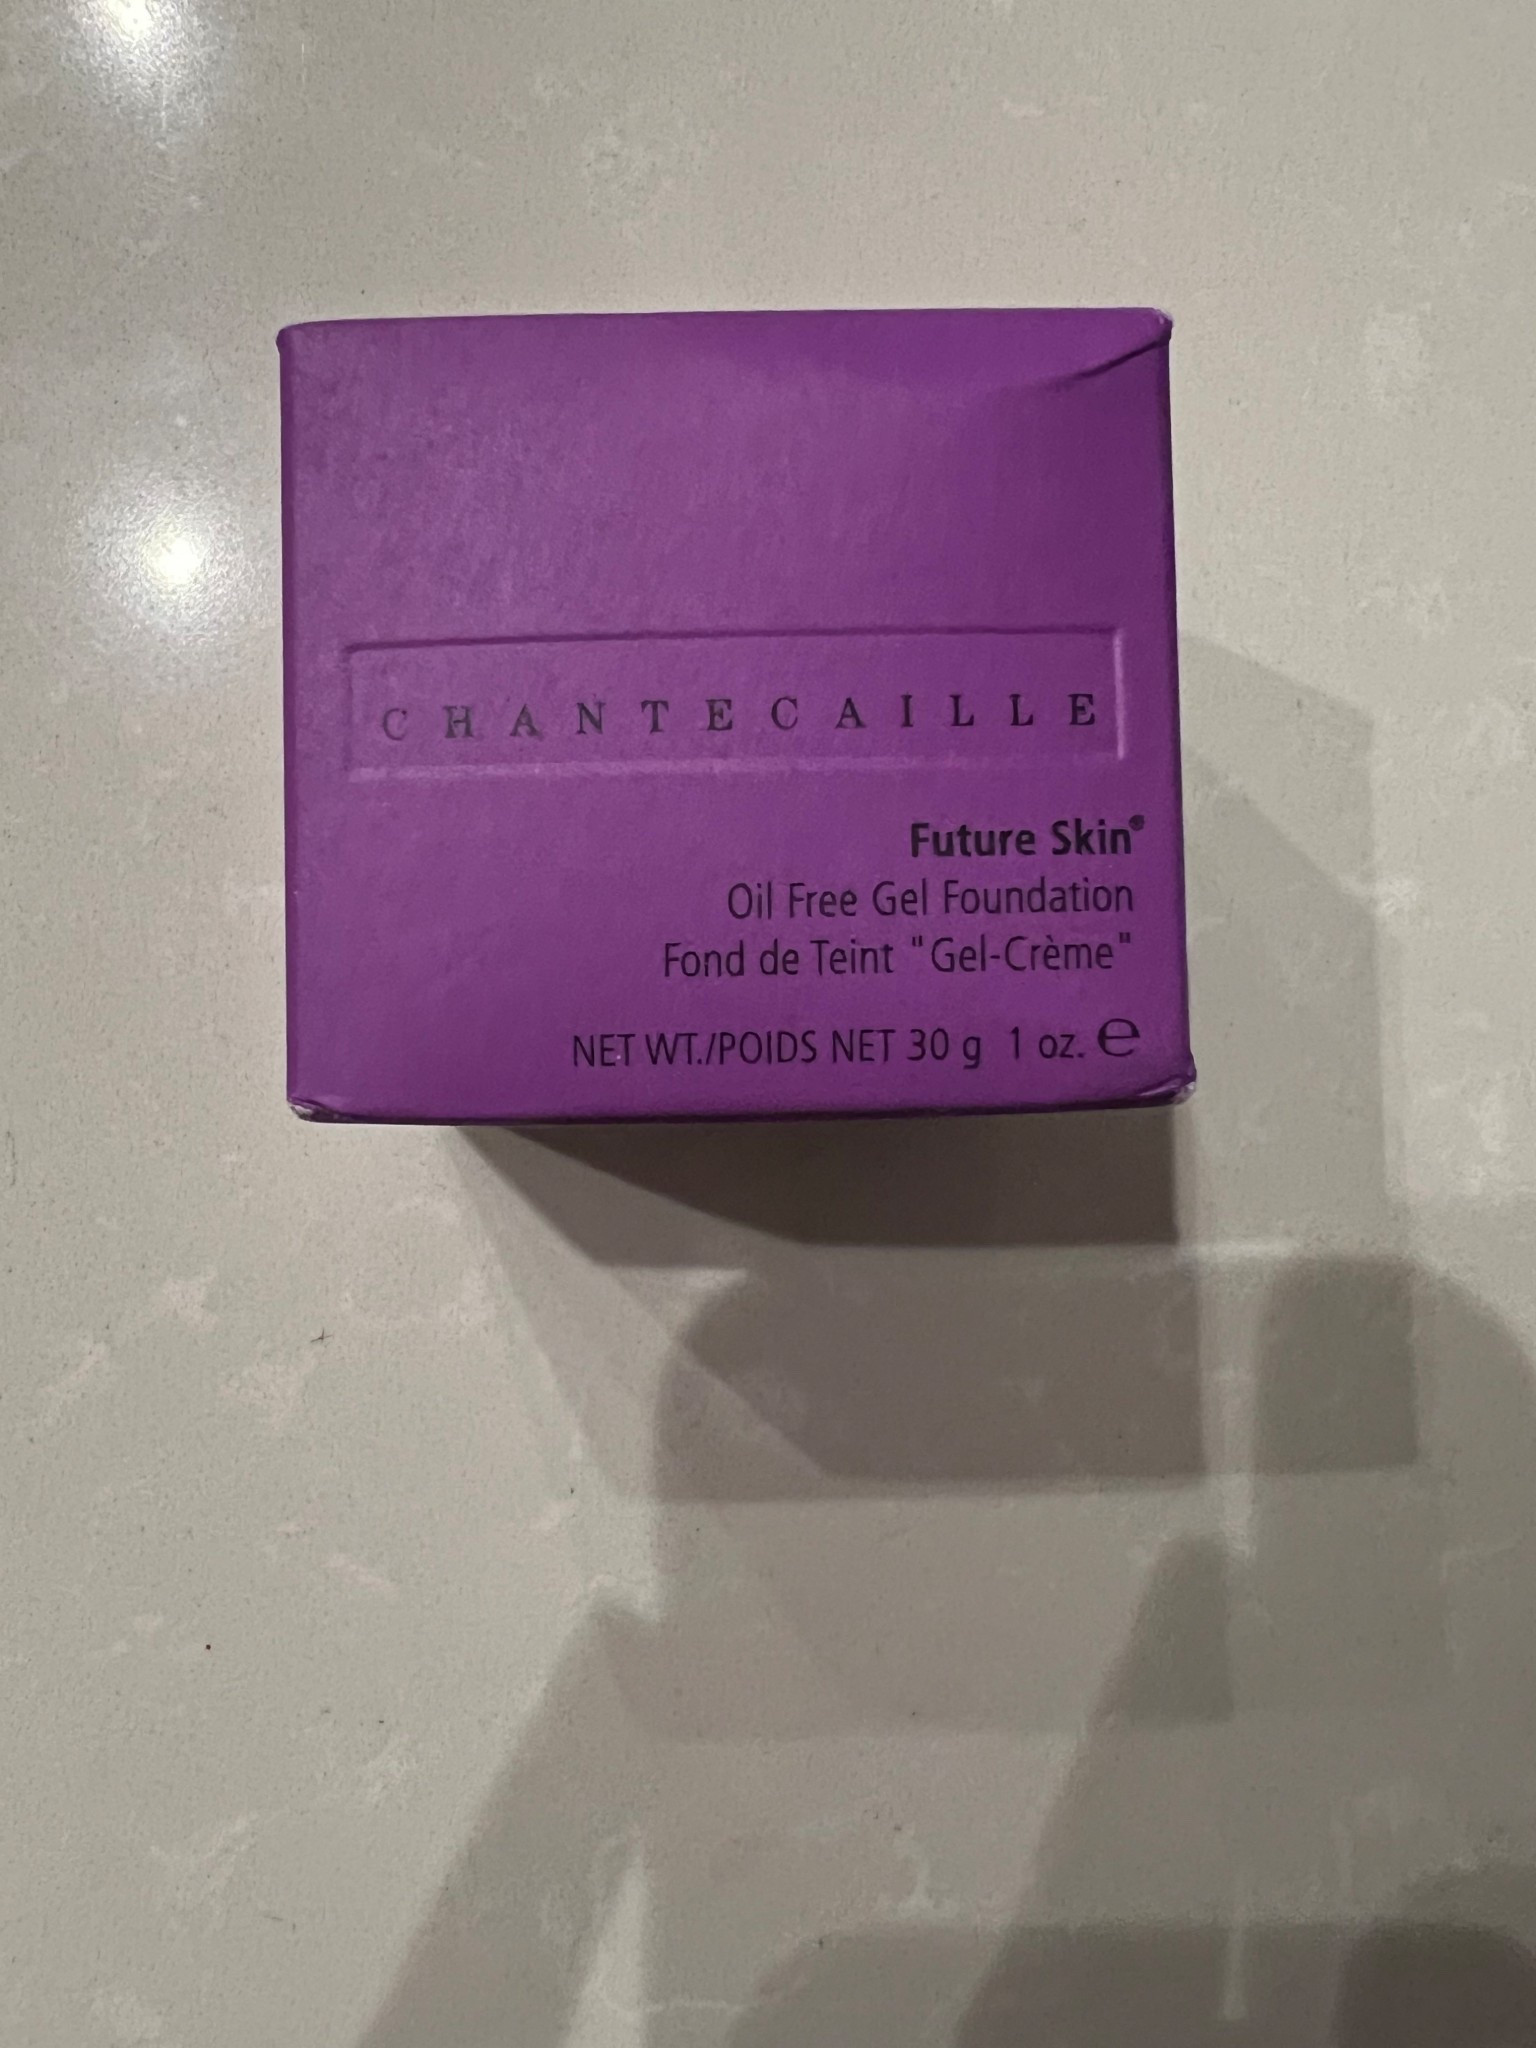 CHANTECAILLE
Future Skin®
Oil Free Gel Foundation
Fond de Teint "Gel-Crème"
NET WT./POIDS NET 30 g 1 oz. ℮